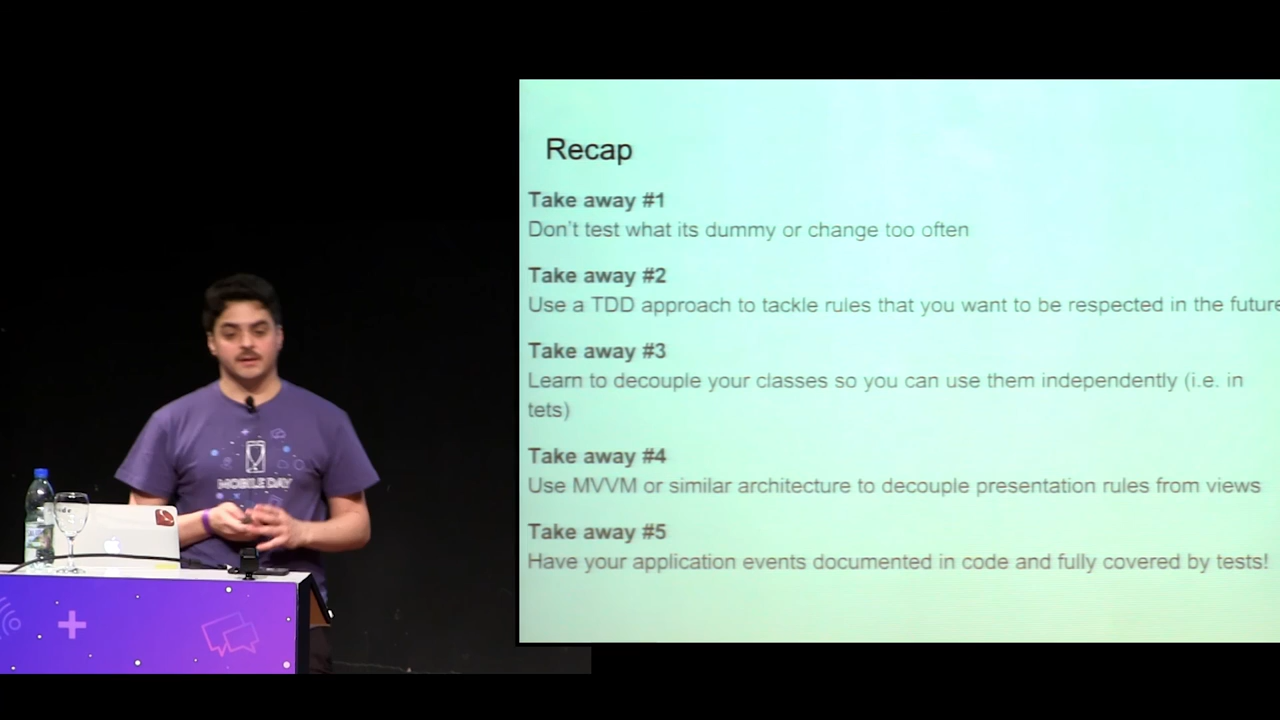 Recap
Take away #1
Don't test what its dummy or change too often
Take away #2
Use a TDD approach to tackle rules that you want to be respected in the future
Take away #3
Learn to decouple your classes so you can use them independently (i.e. in
tets)
Take away #4
Use MVVM or similar architecture to decouple presentation rules from views
Take away #5
Have your application events documented in code and fully covered by tests!
MOBILE DAY